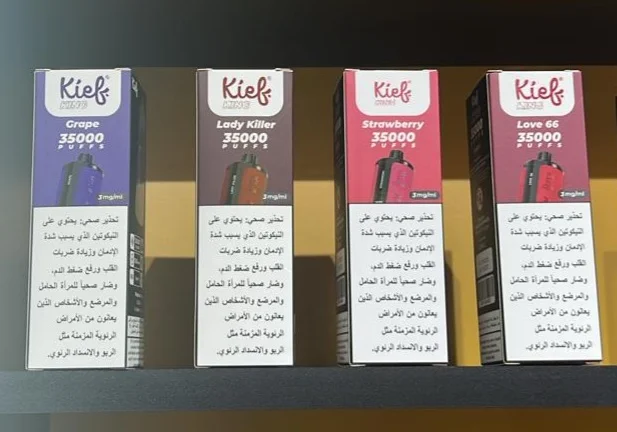 Kief
KING
Grape
35000
PUFFS
3mg/ml
تحذير صحي: يحتوي على
النيكوتين الذي يسبب شدة
الإدمان وزيادة ضربات
القلب ورفع ضغط الدم،
وضار صحياً للمرأة الحامل
والمرضع والأشخاص الذين
يعانون من الأمراض
الرئوية المزمنة مثل
الربو والانسداد الرئوي.
Kief
KING
Lady Killer
35000
PUFFS
3mg/ml
تحذير صحي: يحتوي على
النيكوتين الذي يسبب شدة
الإدمان وزيادة ضربات
القلب ورفع ضغط الدم،
وضار صحياً للمرأة الحامل
والمرضع والأشخاص الذين
يعانون من الأمراض
الرئوية المزمنة مثل
الربو والانسداد الرئوي.
Kief
KING
Strawberry
35000
PUFFS
3mg/ml
تحذير صحي: يحتوي على
النيكوتين الذي يسبب شدة
الإدمان وزيادة ضربات
القلب ورفع ضغط الدم،
وضار صحياً للمرأة الحامل
والمرضع والأشخاص الذين
يعانون من الأمراض
الرئوية المزمنة مثل
الربو والانسداد الرئوي.
Kief
KING
Love 66
35000
PUFFS
3mg/ml
تحذير صحي: يحتوي على
النيكوتين الذي يسبب شدة
الإدمان وزيادة ضربات
القلب ورفع ضغط الدم،
وضار صحياً للمرأة الحامل
والمرضع والأشخاص الذين
يعانون من الأمراض
الرئوية المزمنة مثل
الربو والانسداد الرئوي.